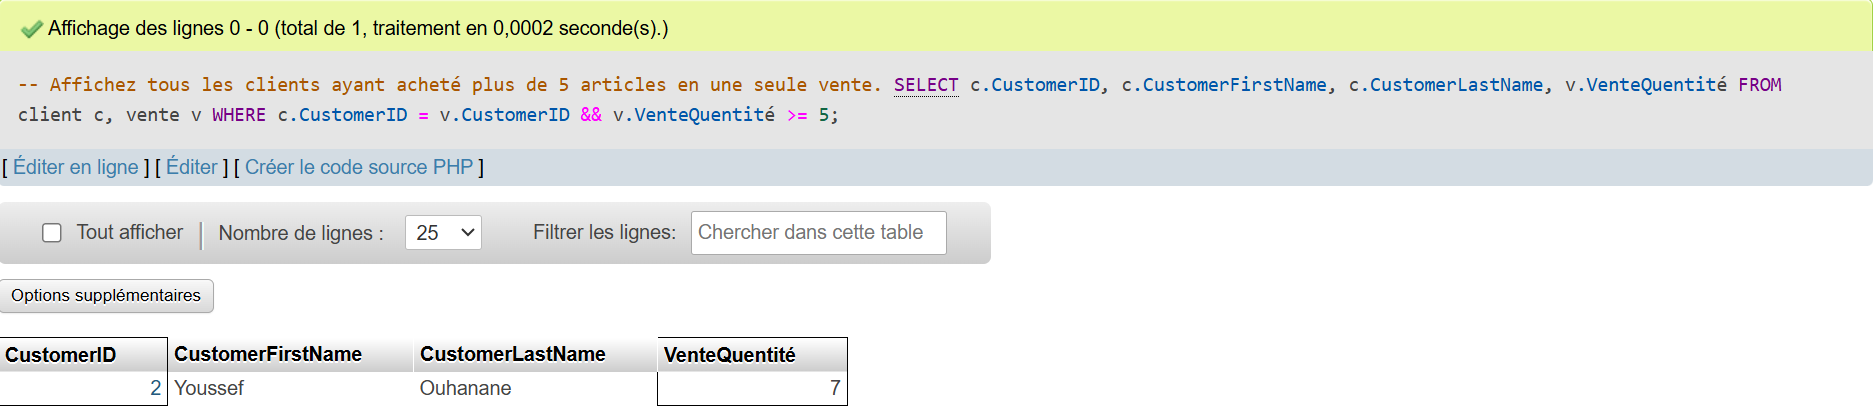 Affichage des lignes 0 - 0 (total de 1, traitement en 0,0002 seconde(s).)
-- Affichez tous les clients ayant acheté plus de 5 articles en une seule vente. SELECT c.CustomerID, c.CustomerFirstName, c.CustomerLastName, v.VenteQuentité FROM
client c, vente v WHERE c.CustomerID = v.CustomerID && v.VenteQuentité >= 5;
[ Éditer en ligne ] [ Éditer ] [ Créer le code source PHP ]
Tout afficher Nombre de lignes : 25 Filtrer les lignes: Chercher dans cette table
Options supplémentaires
CustomerID CustomerFirstName CustomerLastName VenteQuentité
2 Youssef Ouhanane 7